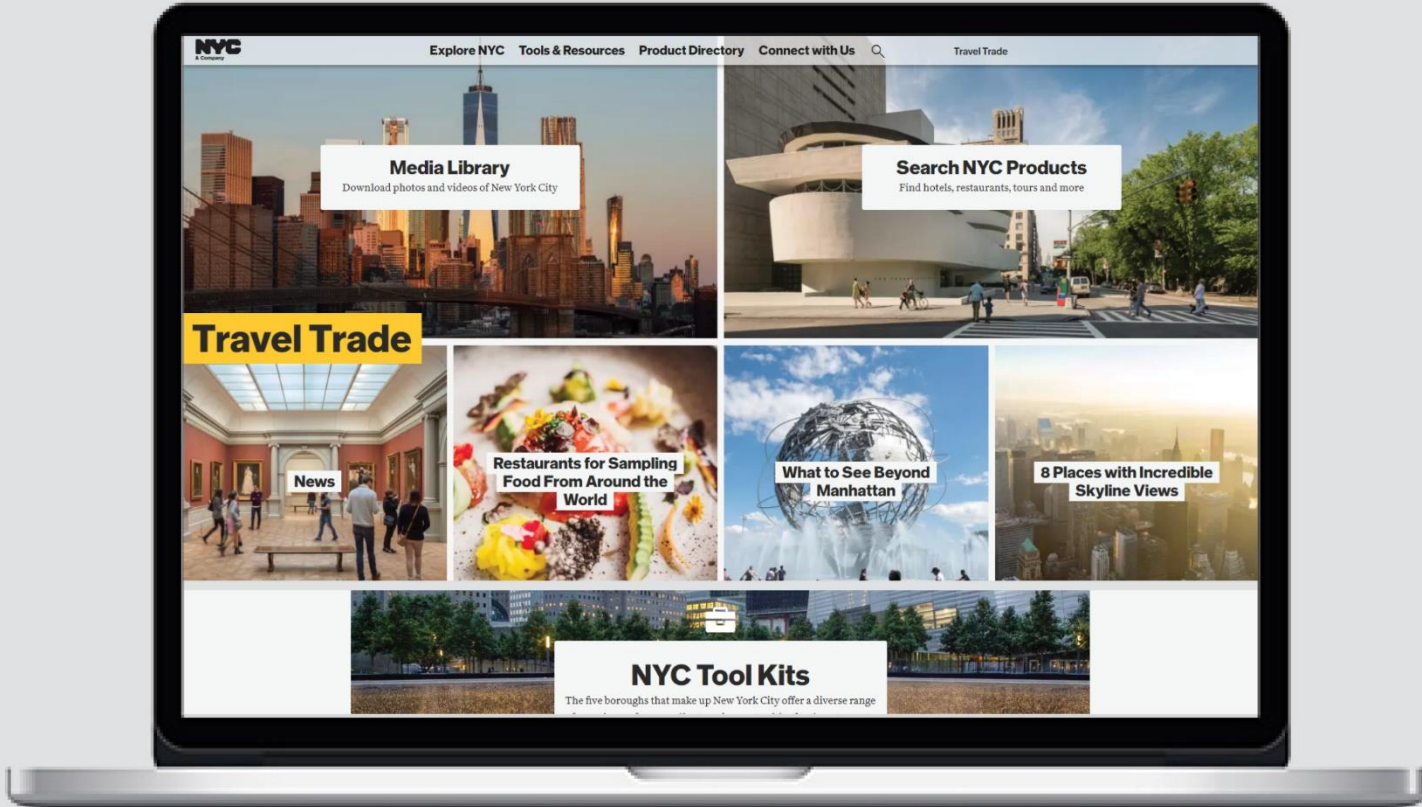 NYC
& Company
Explore NYC Tools & Resources Product Directory Connect with Us Travel Trade
Media Library
Download photos and videos of New York City
Search NYC Products
Find hotels, restaurants, tours and more
Travel Trade
News
Restaurants for Sampling
Food From Around the
World
What to See Beyond
Manhattan
8 Places with Incredible
Skyline Views
NYC Tool Kits
The five boroughs that make up New York City offer a diverse range